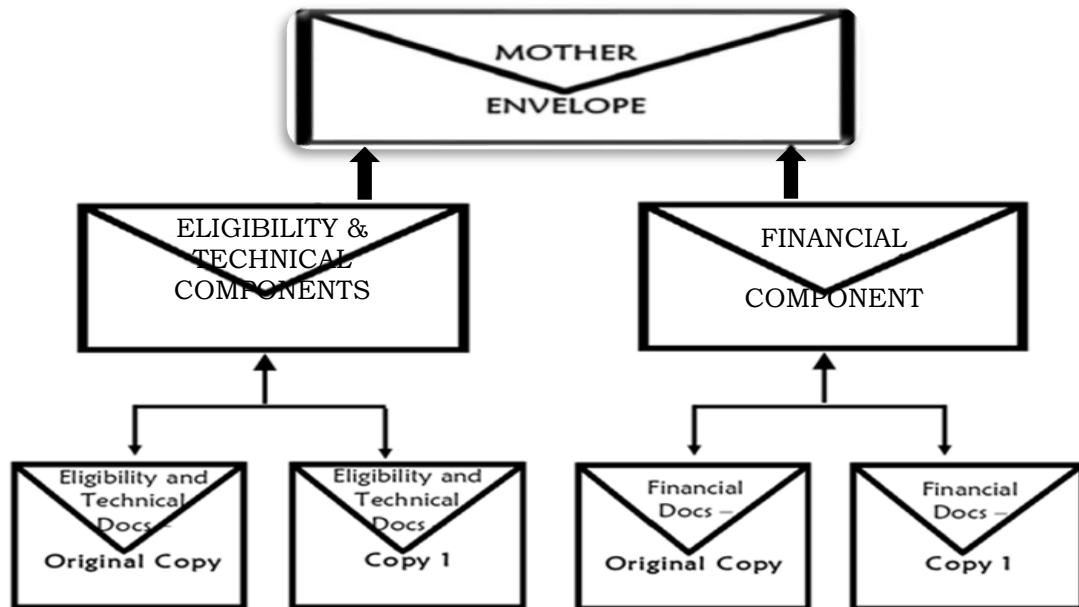 MOTHER
ENVELOPE
ELIGIBILITY &
TECHNICAL
COMPONENTS
FINANCIAL
COMPONENT
Eligibility and
Technical
Docs –
Original Copy
Eligibility and
Technical
Docs
Copy 1
Financial
Docs –
Original Copy
Financial
Docs –
Copy 1